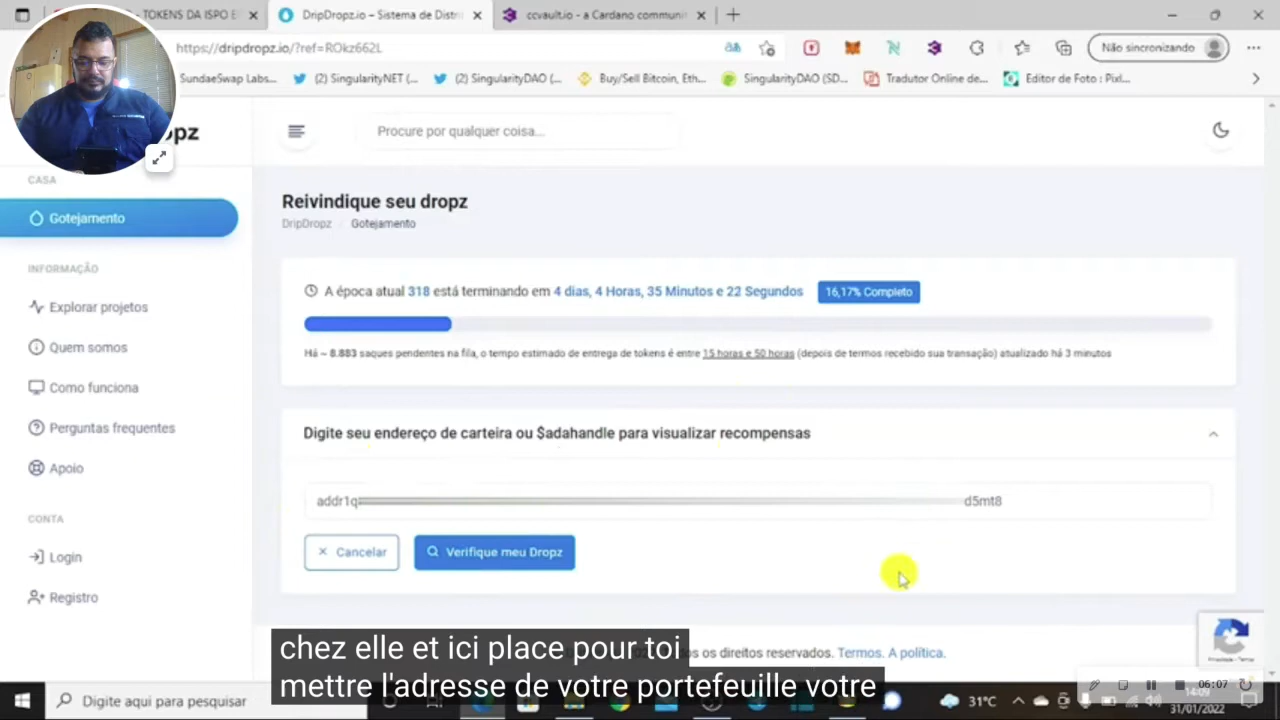 TOKENS DA ISPO E
DripDropz.io – Sistema de Distri
ccvault.io - a Cardano communit
https://dripdropz.io/?ref=ROkz662L
Não sincronizando
SundaeSwap Labs...
(2) SingularityNET (...
(2) SingularityDAO (...
Buy/Sell Bitcoin, Eth...
SingularityDAO (SD...
Tradutor Online de...
Editor de Foto : Pixl...
opz
Procure por qualquer coisa...
CASA
Gotejamento
INFORMAÇÃO
Explorar projetos
Quem somos
Como funciona
Perguntas frequentes
Apoio
CONTA
Login
Registro
Reivindique seu dropz
DripDropz / Gotejamento
A época atual 318 está terminando em 4 dias, 4 Horas, 35 Minutos e 22 Segundos
16,17% Completo
Há ~ 8.883 saques pendentes na fila, o tempo estimado de entrega de tokens é entre 15 horas e 50 horas (depois de termos recebido sua transação) atualizado há 3 minutos
Digite seu endereço de carteira ou $adahandle para visualizar recompensas
addr1q
d5mt8
Cancelar
Verifique meu Dropz
os direitos reservados. Termos. A política.
chez elle et ici place pour toi
mettre l'adresse de votre portefeuille votre
Digite aqui para pesquisar
31°C
06:07
14:09
31/01/2022